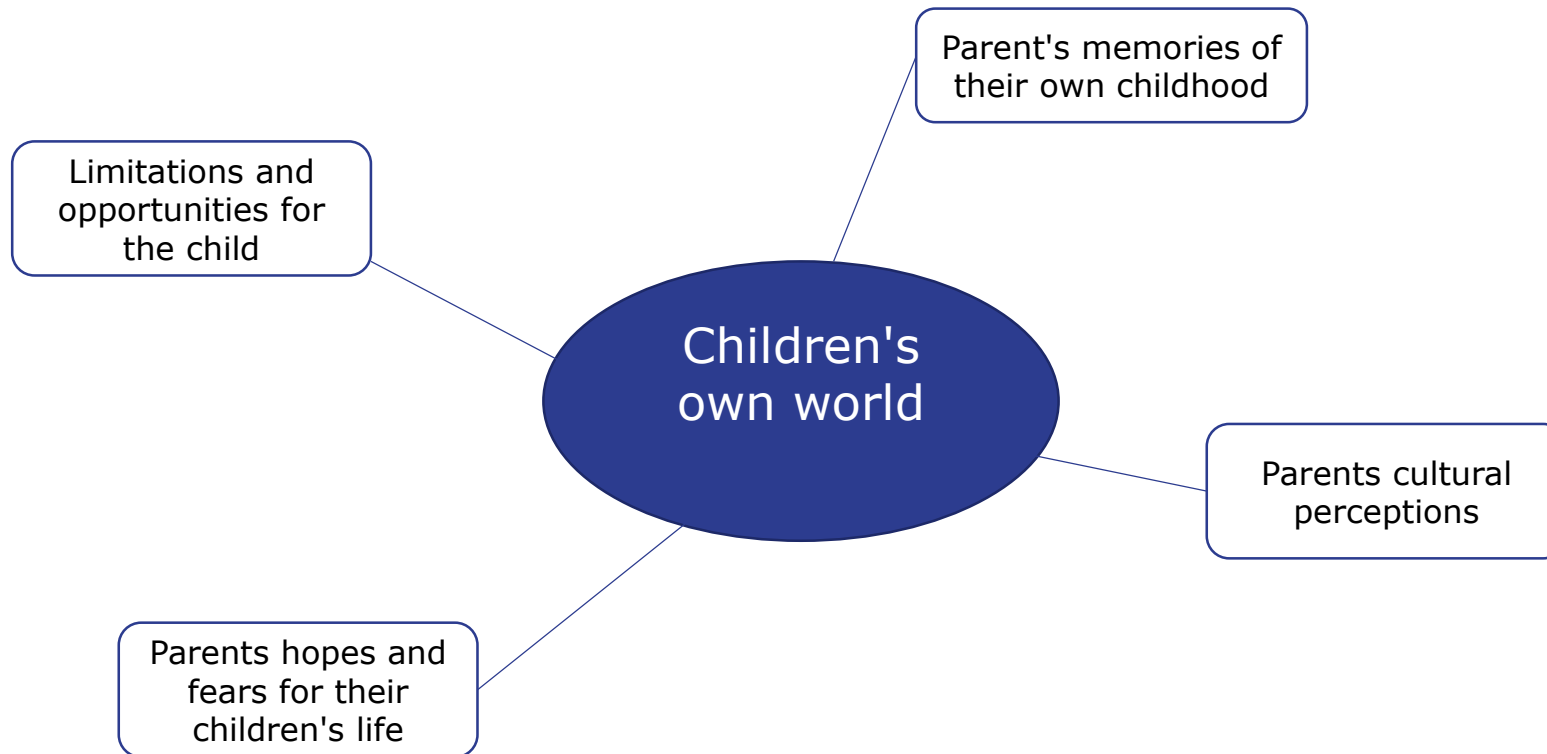 Parent's memories of
their own childhood
Limitations and
opportunities for
the child
Children's
own world
Parents cultural
perceptions
Parents hopes and
fears for their
children's life